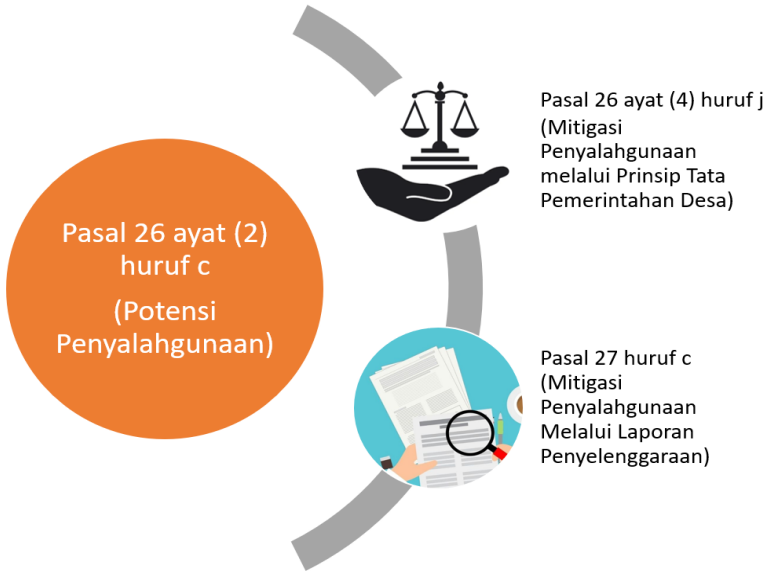 Pasal 26 ayat (2)
huruf c
(Potensi
Penyalahgunaan)
Pasal 26 ayat (4) huruf j
(Mitigasi
Penyalahgunaan
melalui Prinsip Tata
Pemerintahan Desa)
Pasal 27 huruf c
(Mitigasi
Penyalahgunaan
Melalui Laporan
Penyelenggaraan)